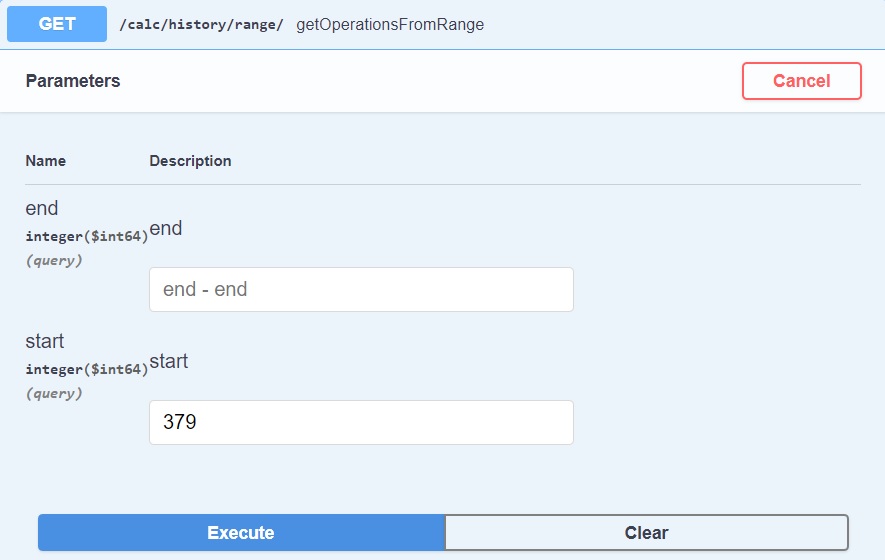 GET /calc/history/range/ getOperationsFromRange
Parameters Cancel
Name Description
end
integer($int64)
(query)
end
end - end
start
integer($int64)
(query)
start
379
Execute Clear